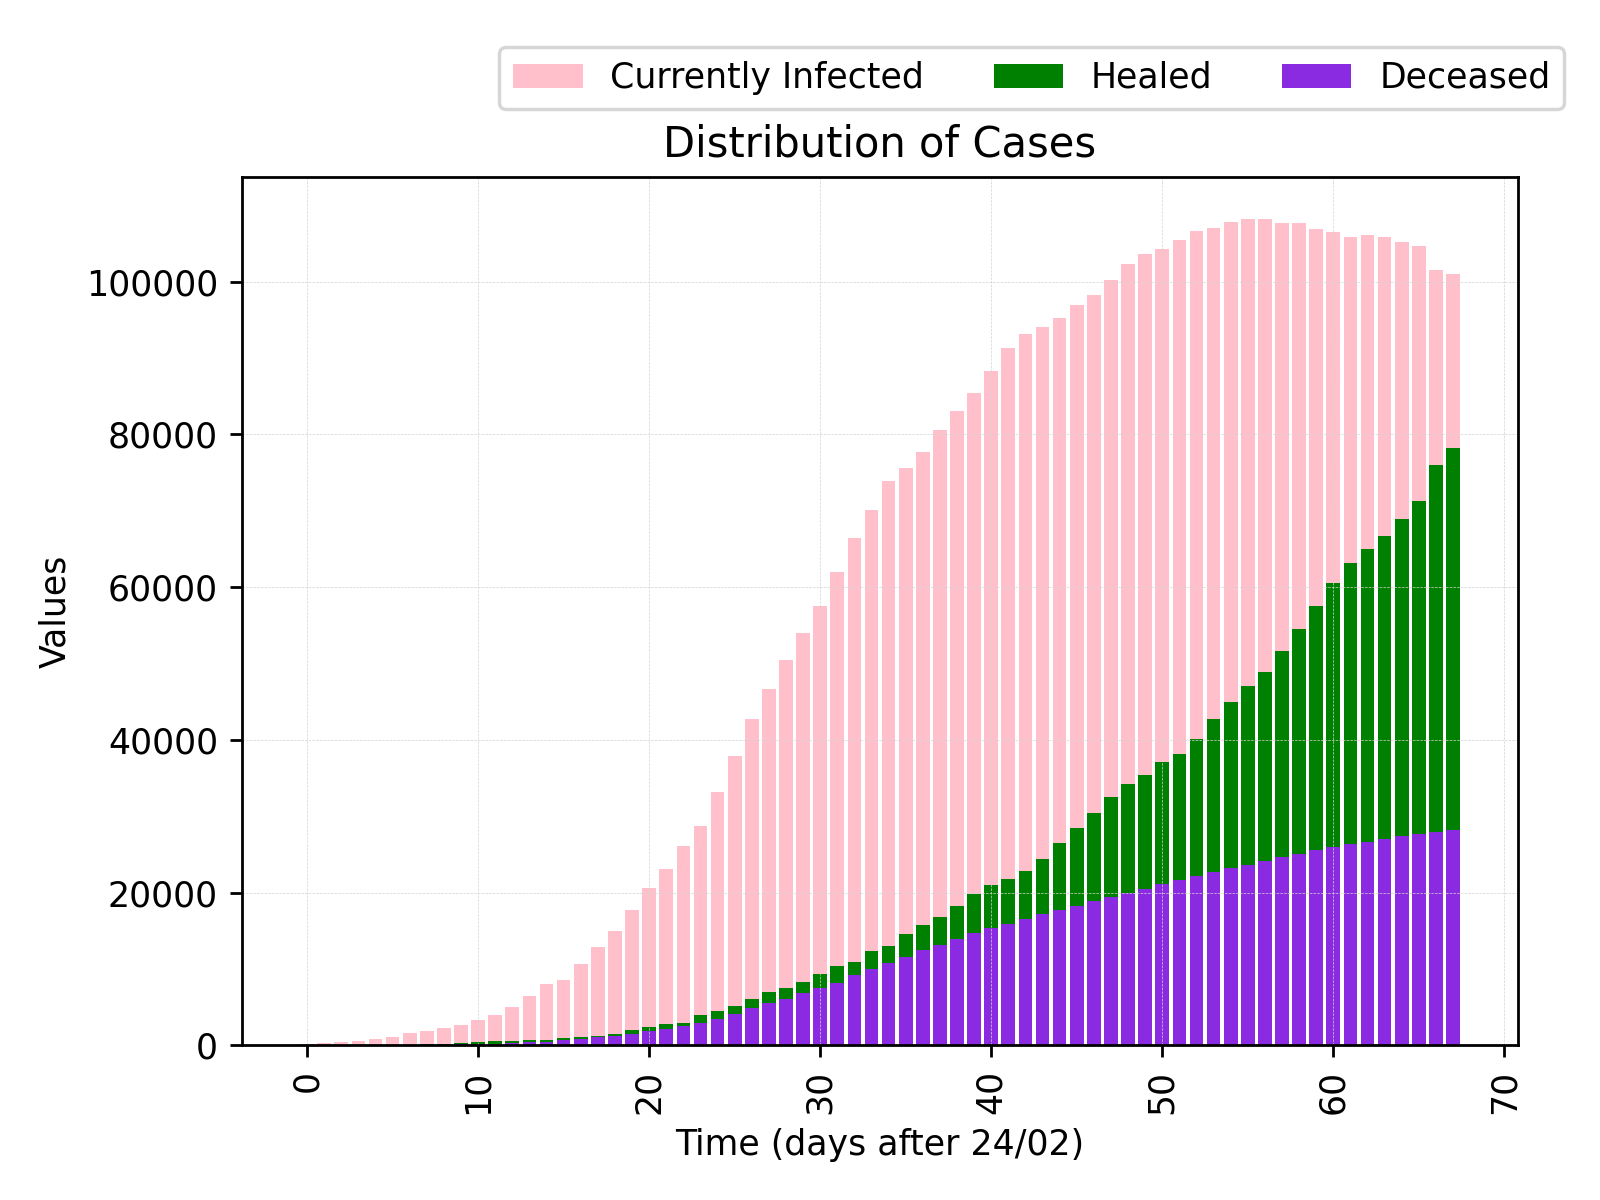 Currently Infected Healed Deceased
Distribution of Cases
Values
100000
80000
60000
40000
20000
0
0 10 20 30 40 50 60 70
Time (days after 24/02)